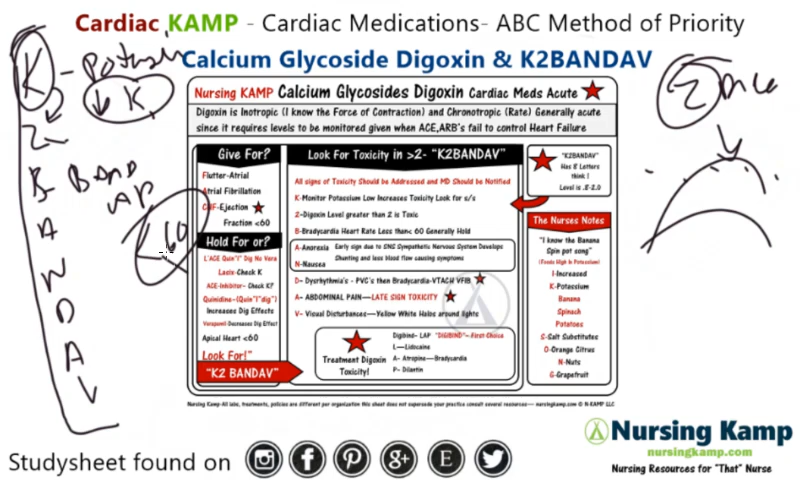 Cardiac KAMP - Cardiac Medications- ABC Method of Priority
Calcium Glycoside Digoxin & K2BANDAV
K - Potassium
↓ K
2
B BAND
AV
A
N
D
A
V
<60
2
Nursing KAMP Calcium Glycosides Digoxin Cardiac Meds Acute
Digoxin is Inotropic (I know the Force of Contraction) and Chronotropic (Rate) Generally acute
since it requires levels to be monitored given when ACE,ARB's fail to control Heart Failure
Give For?
Flutter-Atrial
Atrial Fibrillation
CHF-Ejection
Fraction <60
Hold For or?
L'ACE Quin"l" Dig No Vera
Lasix-Check K
ACE-Inhibitor- Check K?
Quinidine-(Quin"l"dig")
Increases Dig Effects
Verapamil-Decreases Dig Effect
Apical Heart <60
Look For!"
"K2 BANDAV"
Look For Toxicity in >2- "K2BANDAV"
All signs of Toxicity Should be Addressed and MD Should be Notified
K-Monitor Potassium Low Increases Toxicity Look for s/s
2-Digoxin Level greater than 2 is Toxic
B-Bradycardia Heart Rate Less than< 60 Generally Hold
A-Anorexia Early sign due to SNS Sympathetic Nervous System Develops
Shunting and less blood flow causing symptoms
N-Nausea
D- Dysrhythmia's - PVC's then Bradycardia-VTACH VFIB
A- ABDOMINAL PAIN—LATE SIGN TOXICITY
V- Visual Disturbances—Yellow White Halos around lights
Treatment Digoxin
Toxicity!
Digibind- LAP "DIGIBIND"- First Choice
L—Lidocaine
A- Atropine—Bradycardia
P- Dilantin
"K2BANDAV"
Has 8 Letters
think !
Level is .8-2.0
The Nurses Notes
"I know the Banana
Spin pot song"
(Foods High In Potassium)
I-Increased
K-Potassium
Banana
Spinach
Potatoes
S-Salt Substitutes
O-Orange Citrus
N-Nuts
G-Grapefruit
Nursing Kamp-All labs, treatments, policies are different per organization this sheet does not supersede your practice consult several resources— nursingkamp.com © N-KAMP LLC
Studysheet found on
Nursing Kamp
nursingkamp.com
Nursing Resources for "That" Nurse